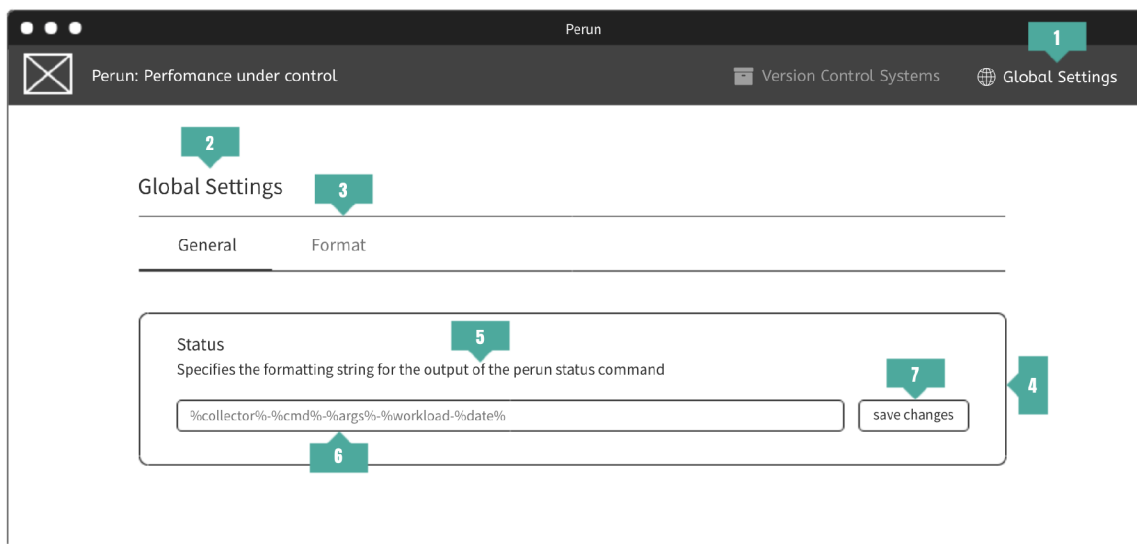 Perun
1
Perun: Perfomance under control
Version Control Systems
Global Settings
2
Global Settings
3
General
Format
Status
5
Specifies the formatting string for the output of the perun status command
7
4
%collector%-%cmd%-%args%-%workload-%date%
save changes
6